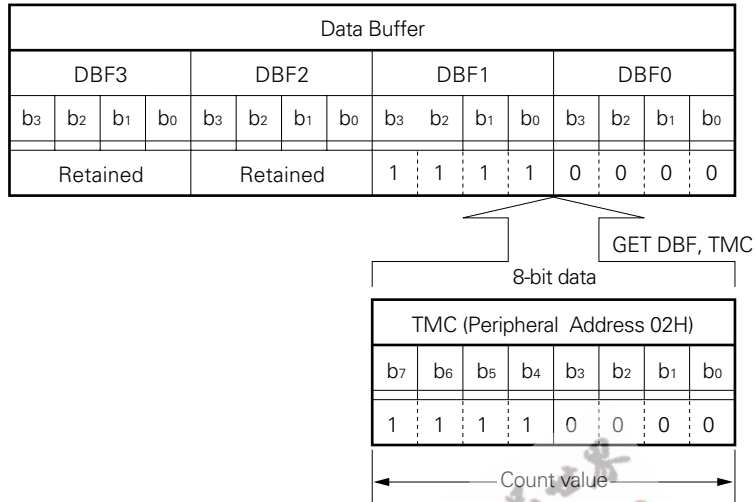 Data Buffer
DBF3 DBF2 DBF1 DBF0
b3 b2 b1 b0 b3 b2 b1 b0 b3 b2 b1 b0 b3 b2 b1 b0
Retained Retained 1 1 1 1 0 0 0 0
GET DBF, TMC
8-bit data
TMC (Peripheral Address 02H)
b7 b6 b5 b4 b3 b2 b1 b0
1 1 1 1 0 0 0 0
Count value